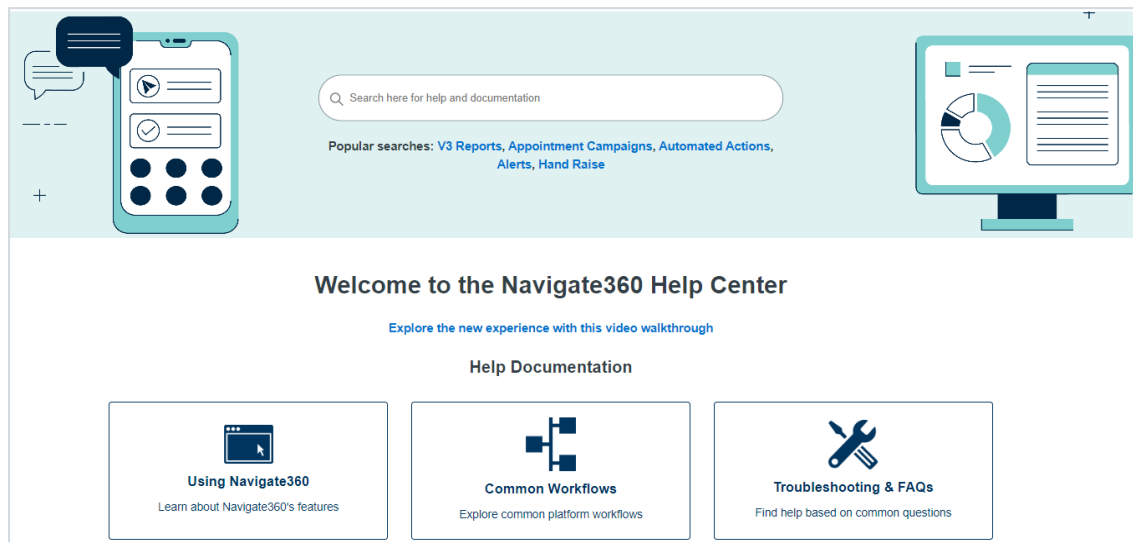 Search here for help and documentation
Popular searches: V3 Reports, Appointment Campaigns, Automated Actions,
Alerts, Hand Raise
Welcome to the Navigate360 Help Center
Explore the new experience with this video walkthrough
Help Documentation
Using Navigate360
Learn about Navigate360's features
Common Workflows
Explore common platform workflows
Troubleshooting & FAQs
Find help based on common questions